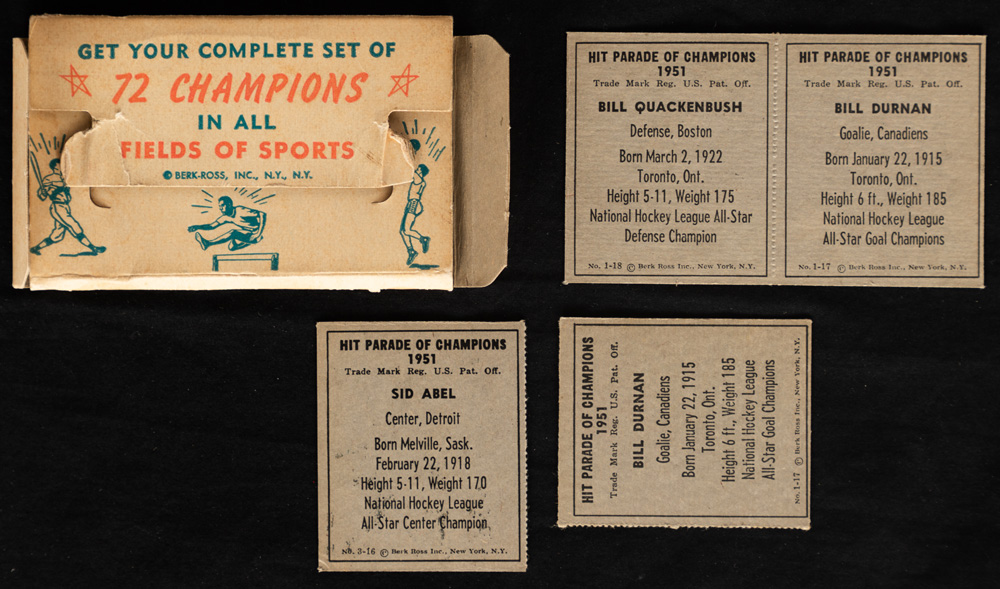 GET YOUR COMPLETE SET OF
72 CHAMPIONS
IN ALL
FIELDS OF SPORTS
© BERK-ROSS, INC., N.Y., N.Y.
HIT PARADE OF CHAMPIONS
1951
Trade Mark Reg. U.S. Pat. Off.
BILL QUACKENBUSH
Defense, Boston
Born March 2, 1922
Toronto, Ont.
Height 5-11, Weight 175
National Hockey League All-Star
Defense Champion
No. 1-18 © Berk Ross Inc., New York, N.Y.
HIT PARADE OF CHAMPIONS
1951
Trade Mark Reg. U.S. Pat. Off.
BILL DURNAN
Goalie, Canadiens
Born January 22, 1915
Toronto, Ont.
Height 6 ft., Weight 185
National Hockey League
All-Star Goal Champions
No. 1-17 © Berk Ross Inc., New York, N.Y.
HIT PARADE OF CHAMPIONS
1951
Trade Mark Reg. U.S. Pat. Off.
SID ABEL
Center, Detroit
Born Melville, Sask.
February 22, 1918
Height 5-11, Weight 170
National Hockey League
All-Star Center Champion
No. 3-16 © Berk Ross Inc., New York, N.Y.
HIT PARADE OF CHAMPIONS
1951
Trade Mark Reg. U.S. Pat. Off.
BILL DURNAN
Goalie, Canadiens
Born January 22, 1915
Toronto, Ont.
Height 6 ft., Weight 185
National Hockey League
All-Star Goal Champions
No. 1-17 © Berk Ross Inc., New York, N.Y.